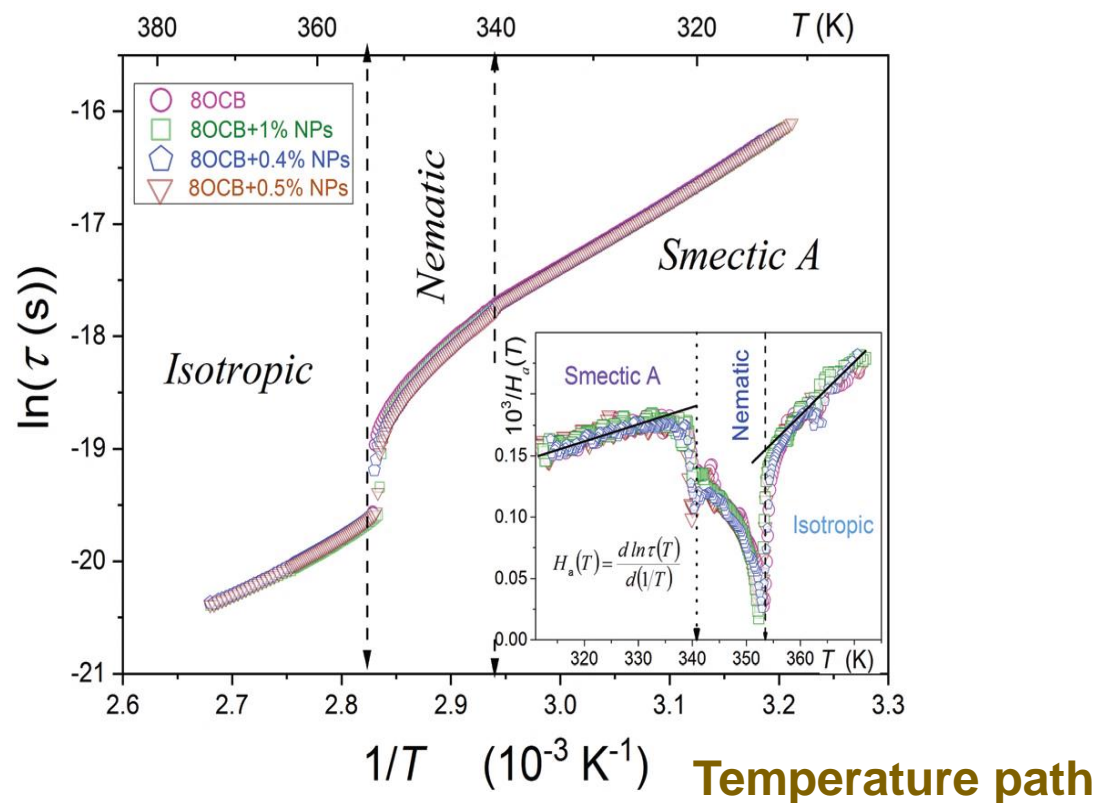 380 360 340 320 T (K)
8OCB
8OCB+1% NPs
8OCB+0.4% NPs
8OCB+0.5% NPs
-16
-17
-18
-19
-20
-21
ln(τ (s))
Isotropic
Nematic
Smectic A
0.20
0.15
0.10
0.05
0.00
10³/Hₐ(T)
Smectic A
Nematic
Isotropic
Hₐ(T)= d lnτ(T) / d(1/T)
320 330 340 350 360 T (K)
2.6 2.7 2.8 2.9 3.0 3.1 3.2 3.3
1/T (10⁻³ K⁻¹)
Temperature path